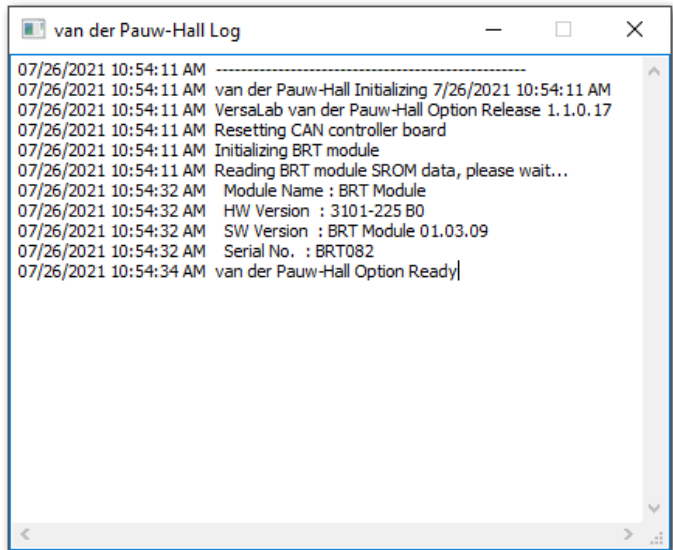 van der Pauw-Hall Log
07/26/2021 10:54:11 AM --------------------------------------------------
07/26/2021 10:54:11 AM van der Pauw-Hall Initializing 7/26/2021 10:54:11 AM
07/26/2021 10:54:11 AM VersaLab van der Pauw-Hall Option Release 1.1.0.17
07/26/2021 10:54:11 AM Resetting CAN controller board
07/26/2021 10:54:11 AM Initializing BRT module
07/26/2021 10:54:11 AM Reading BRT module SROM data, please wait...
07/26/2021 10:54:32 AM Module Name : BRT Module
07/26/2021 10:54:32 AM HW Version : 3101-225 B0
07/26/2021 10:54:32 AM SW Version : BRT Module 01.03.09
07/26/2021 10:54:32 AM Serial No. : BRT082
07/26/2021 10:54:34 AM van der Pauw-Hall Option Ready